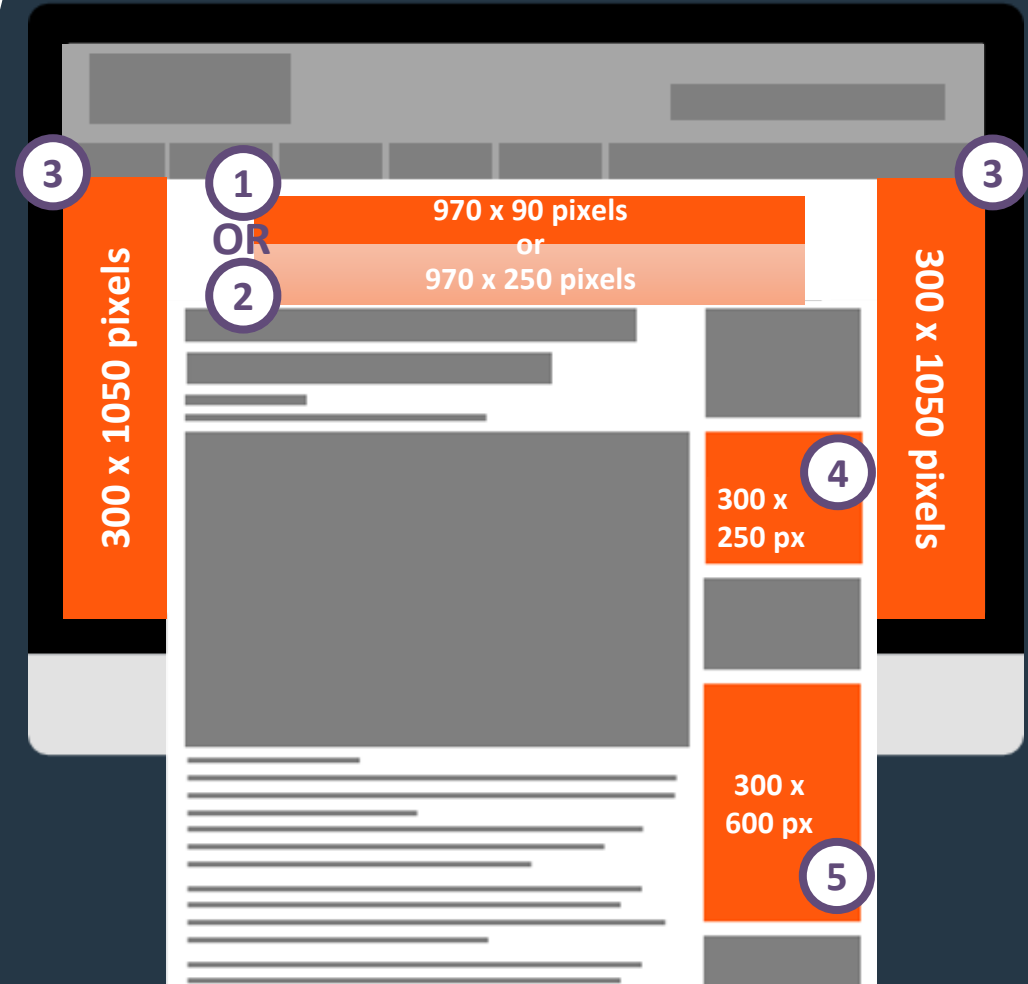 3
3
1
970 x 90 pixels
OR
or
970 x 250 pixels
2
300 x 1050 pixels
300 x 1050 pixels
4
300 x
250 px
300 x
600 px
5